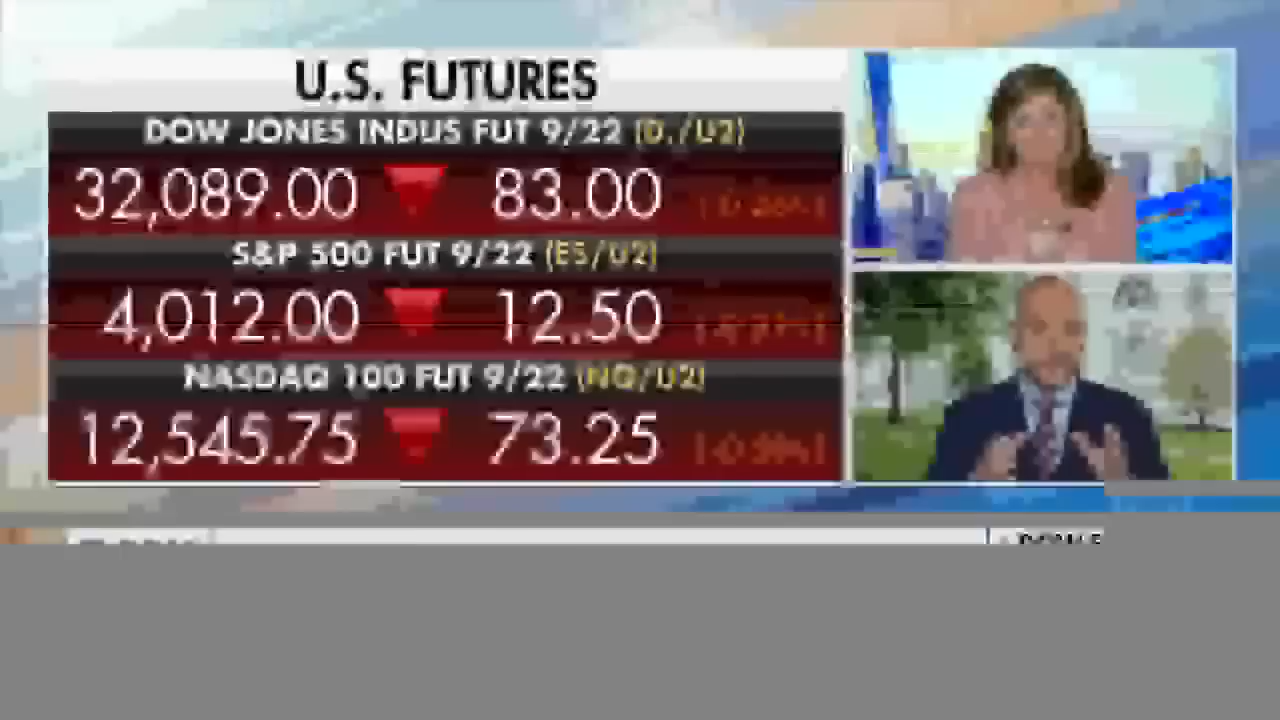 U.S. FUTURES
DOW JONES INDUS FUT 9/22 (D./U2)
32,089.00 83.00
S&P 500 FUT 9/22 (ES/U2)
4,012.00 12.50
NASDAQ 100 FUT 9/22 (NQ/U2)
12,545.75 73.25